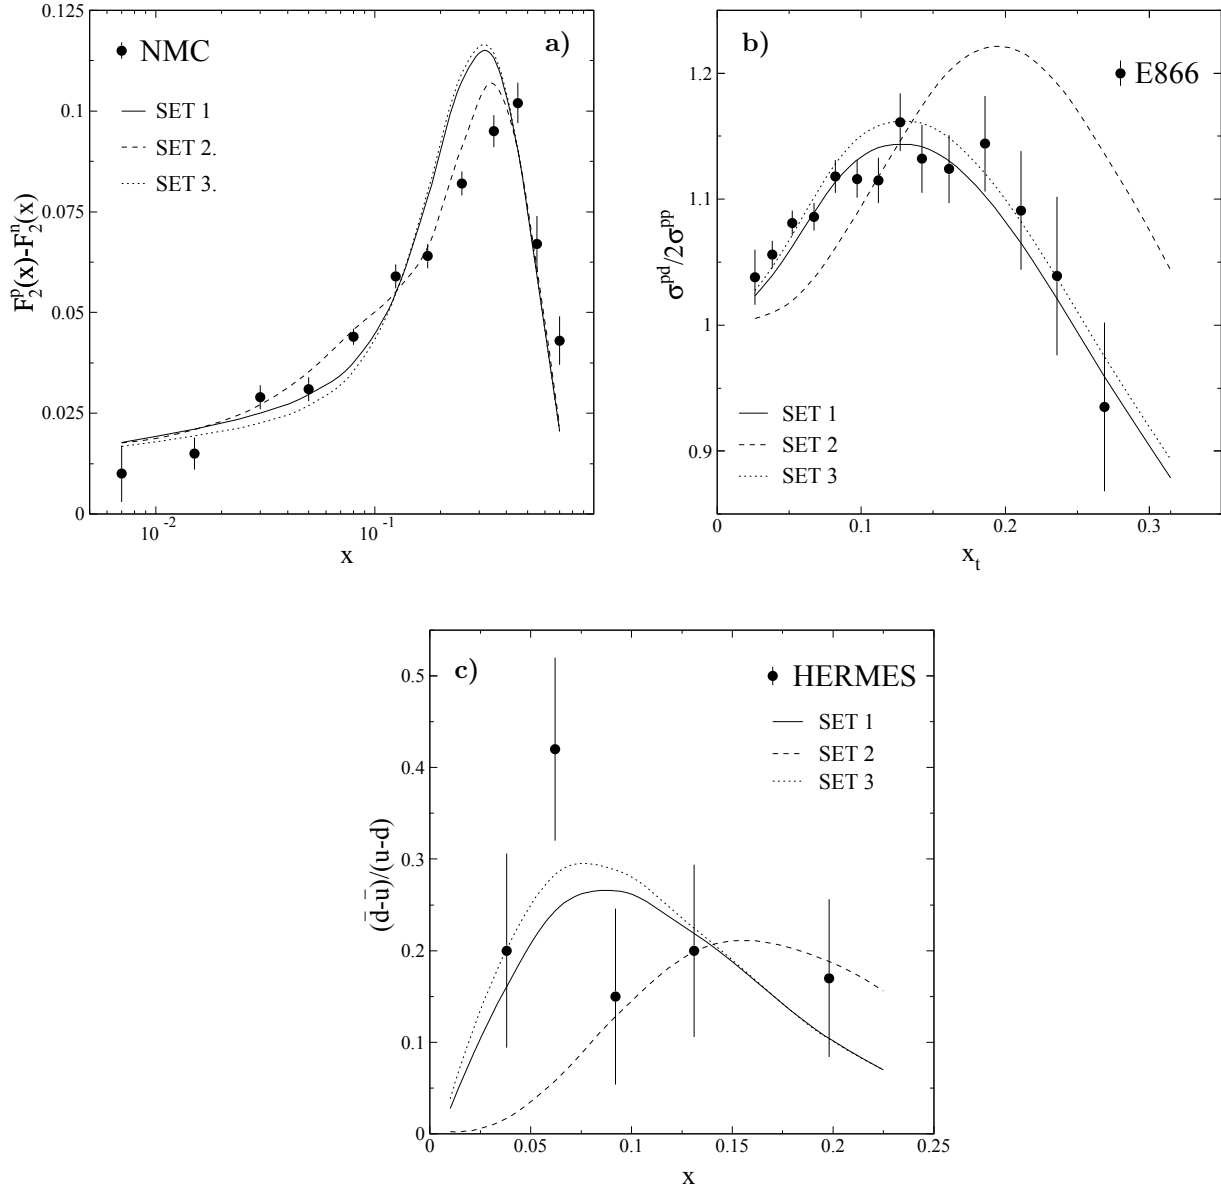 a)
NMC
SET 1
SET 2.
SET 3.
F₂ᵖ(x)-F₂ⁿ(x)
0.125
0.1
0.075
0.05
0.025
0
10⁻² 10⁻¹
x
b)
E866
SET 1
SET 2
SET 3
σᵖᵈ/2σᵖᵖ
1.2
1.1
1
0.9
0 0.1 0.2 0.3
xₜ
c)
HERMES
SET 1
SET 2
SET 3
(d̄-ū)/(u-d)
0.5
0.4
0.3
0.2
0.1
0
0 0.05 0.1 0.15 0.2 0.25
x